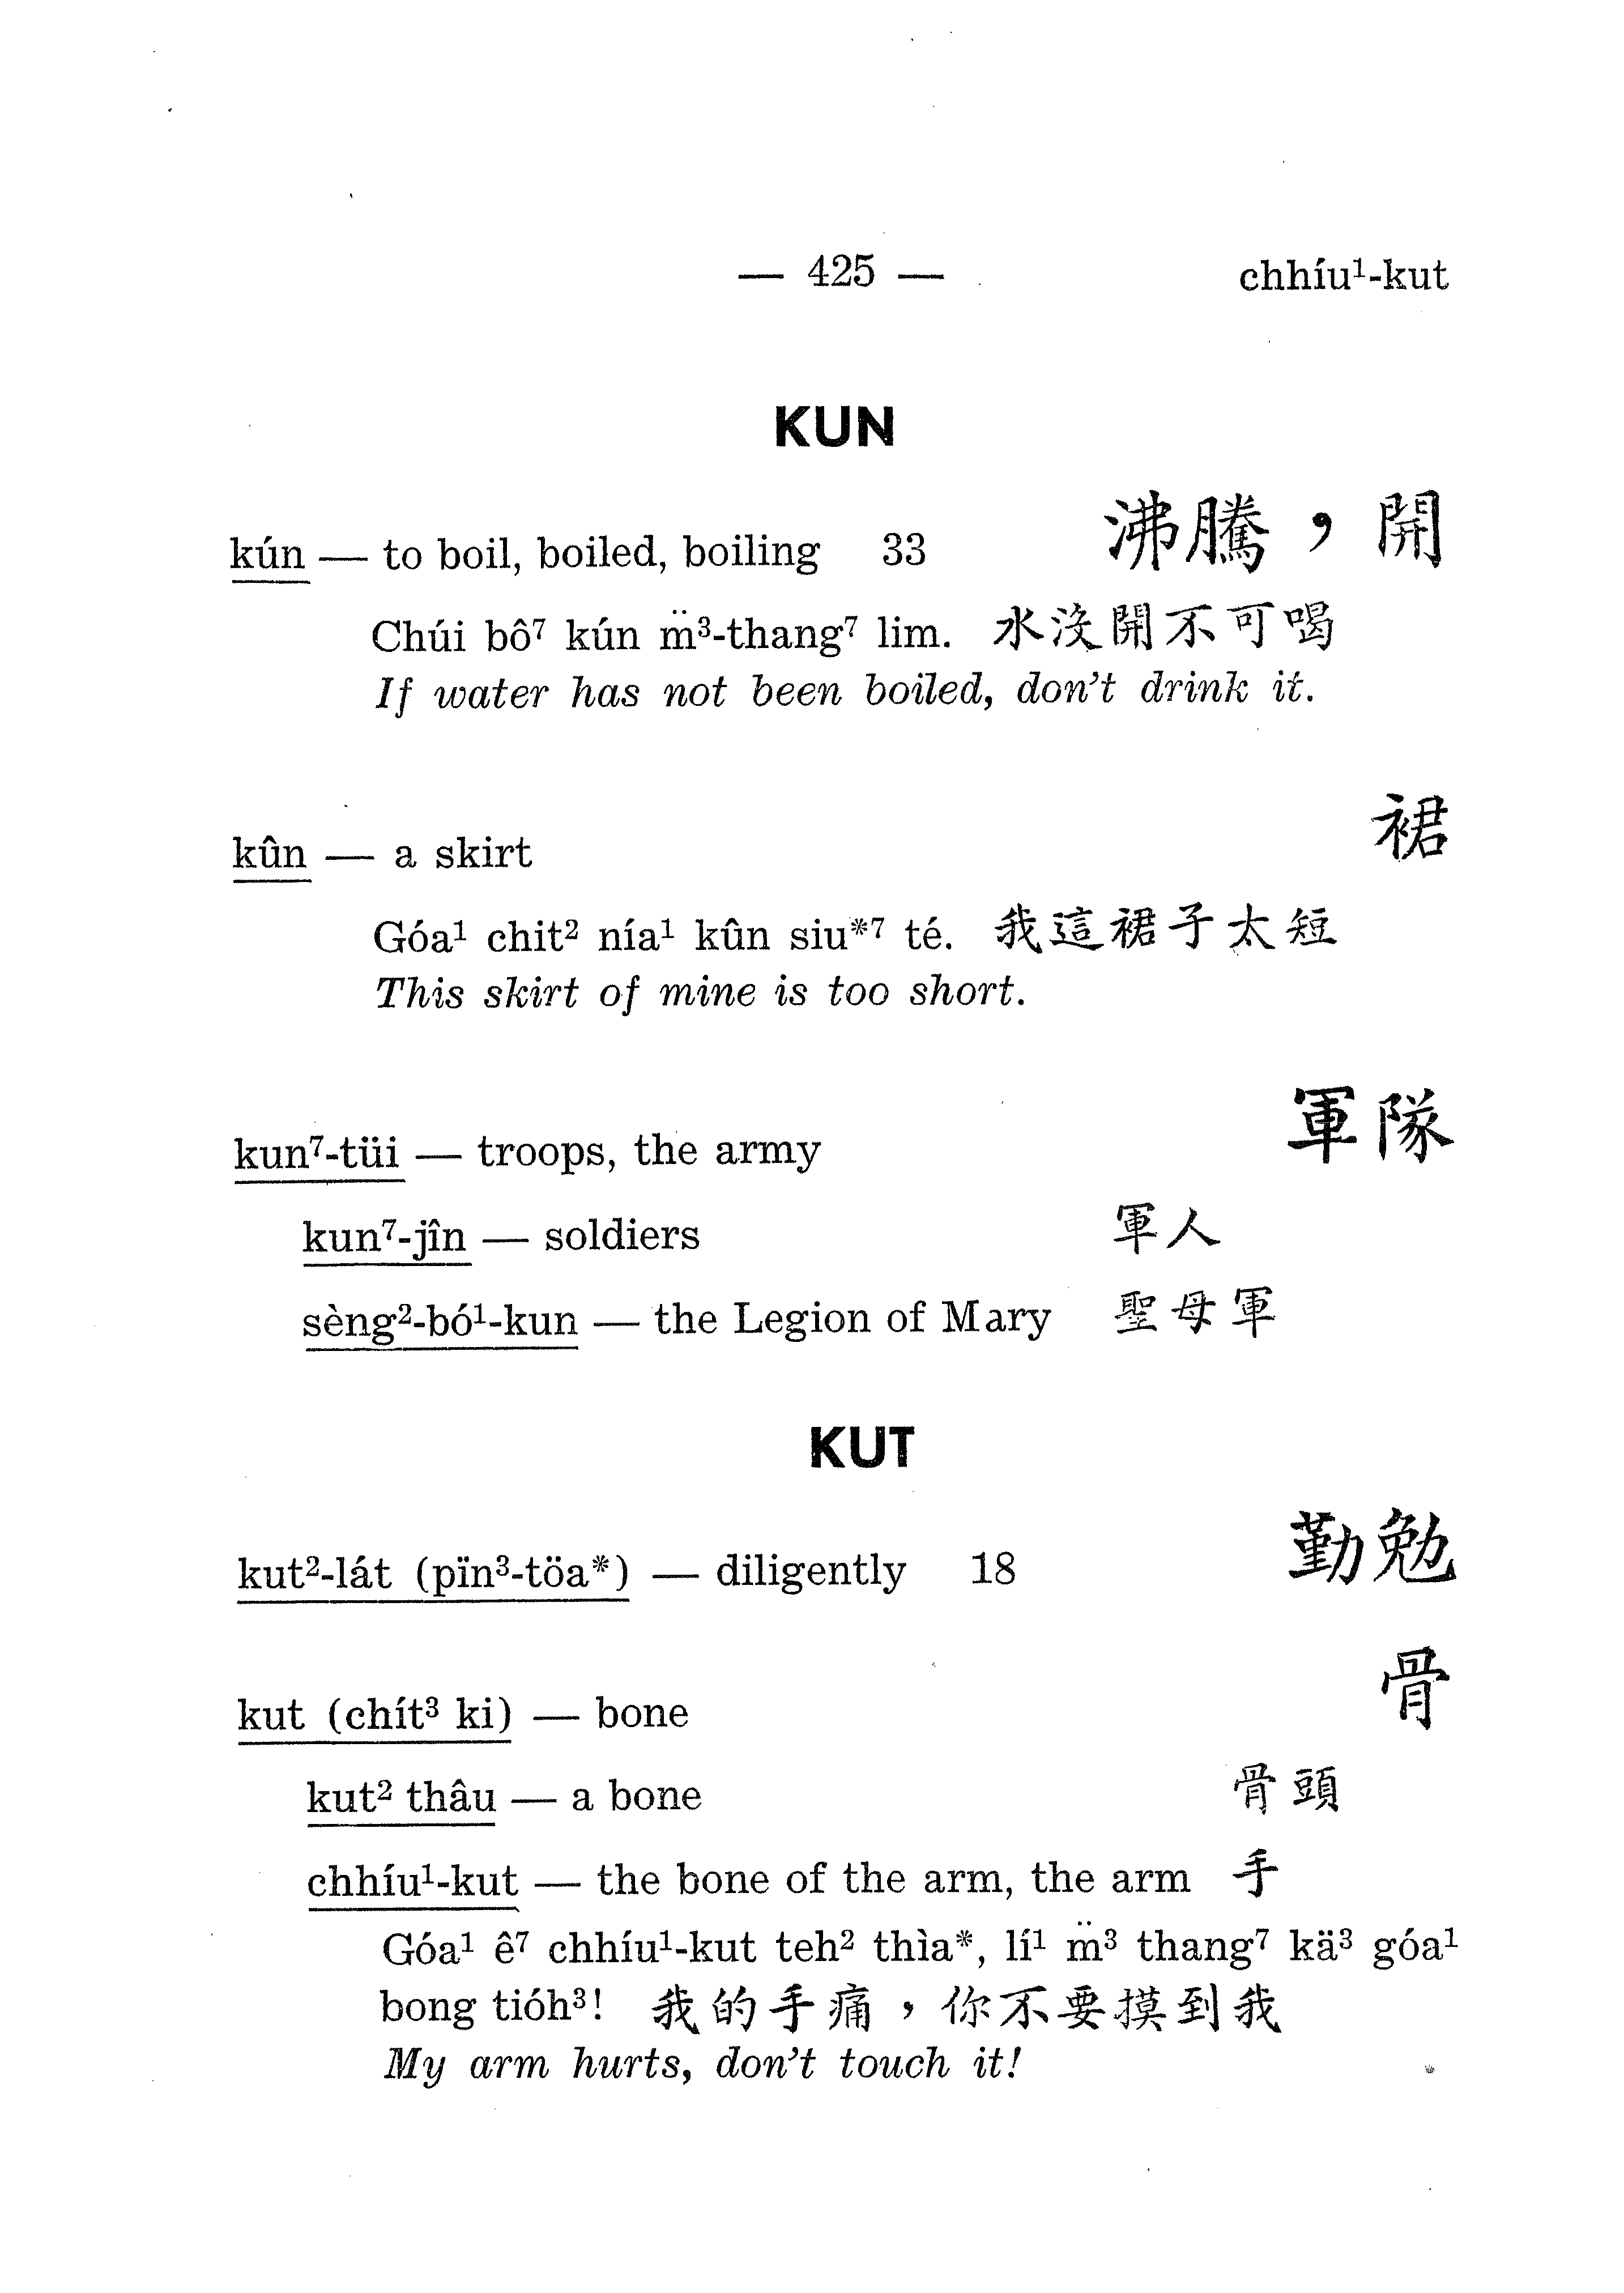 — 425 — chhíu¹-kut
KUN
kún — to boil, boiled, boiling 33 沸騰，開
Chúi bô⁷ kún m̈³-thang⁷ lim. 水沒開不可喝
If water has not been boiled, don't drink it.
kûn — a skirt 裙
Góa¹ chit² nía¹ kûn siu*⁷ té. 我這裙子太短
This skirt of mine is too short.
kun⁷-tüi — troops, the army 軍隊
kun⁷-jîn — soldiers 軍人
sèng²-bó¹-kun — the Legion of Mary 聖母軍
KUT
kut²-lát (pïn³-töa*) — diligently 18 勤勉
kut (chít³ ki) — bone 骨
kut² thâu — a bone 骨頭
chhíu¹-kut — the bone of the arm, the arm 手
Góa¹ ê⁷ chhíu¹-kut teh² thìa*, lí¹ m̈³ thang⁷ kä³ góa¹
bong tióh³! 我的手痛，你不要摸到我
My arm hurts, don't touch it!